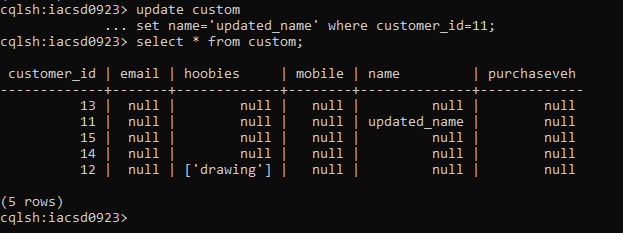 cqlsh:iacsd0923> update custom
... set name='updated_name' where customer_id=11;
cqlsh:iacsd0923> select * from custom;
customer_id | email | hoobies | mobile | name | purchaseveh
-------------+-------+-------------+--------+--------------+-------------
13 | null | null | null | null | null
11 | null | null | null | updated_name | null
15 | null | null | null | null | null
14 | null | null | null | null | null
12 | null | ['drawing'] | null | null | null
(5 rows)
cqlsh:iacsd0923>